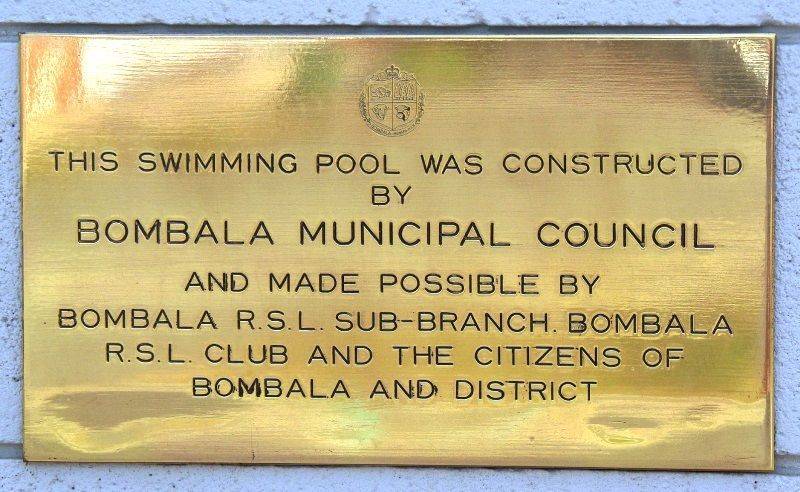 THIS SWIMMING POOL WAS CONSTRUCTED
BY
BOMBALA MUNICIPAL COUNCIL
AND MADE POSSIBLE BY
BOMBALA R.S.L. SUB-BRANCH. BOMBALA
R.S.L. CLUB AND THE CITIZENS OF
BOMBALA AND DISTRICT